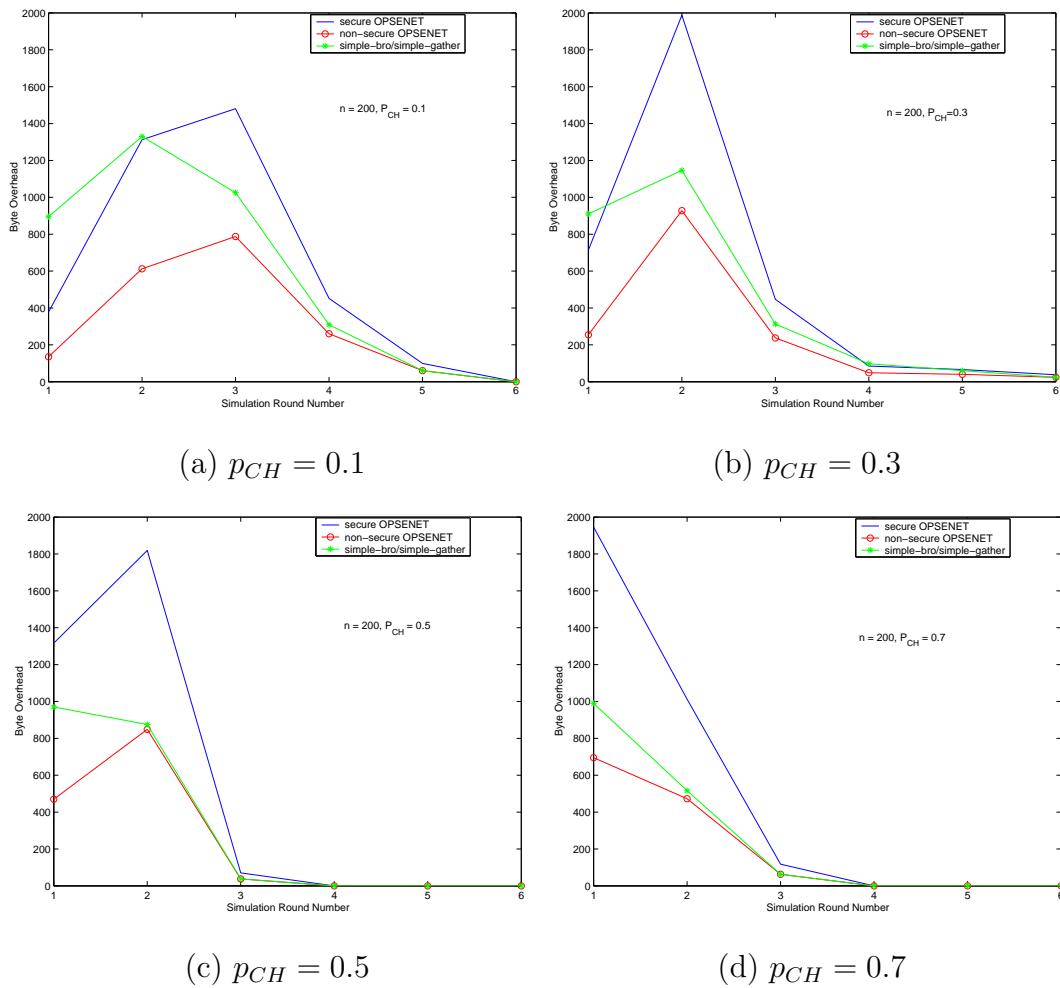 2000
1800
1600
1400
1200
1000
800
600
400
200
0
Byte Overhead
secure OPSENET
non−secure OPSENET
simple−bro/simple−gather
n = 200, P_CH = 0.1
1 2 3 4 5 6
Simulation Round Number
(a) p_CH = 0.1
2000
1800
1600
1400
1200
1000
800
600
400
200
0
Byte Overhead
secure OPSENET
non−secure OPSENET
simple−bro/simple−gather
n = 200, P_CH=0.3
1 2 3 4 5 6
Simulation Round Number
(b) p_CH = 0.3
2000
1800
1600
1400
1200
1000
800
600
400
200
0
Byte Overhead
secure OPSENET
non−secure OPSENET
simple−bro/simple−gather
n = 200, P_CH = 0.5
1 2 3 4 5 6
Simulation Round Number
(c) p_CH = 0.5
2000
1800
1600
1400
1200
1000
800
600
400
200
0
Byte Overhead
secure OPSENET
non−secure OPSENET
simple−bro/simple−gather
n = 200, P_CH = 0.7
1 2 3 4 5 6
Simulation Round Number
(d) p_CH = 0.7